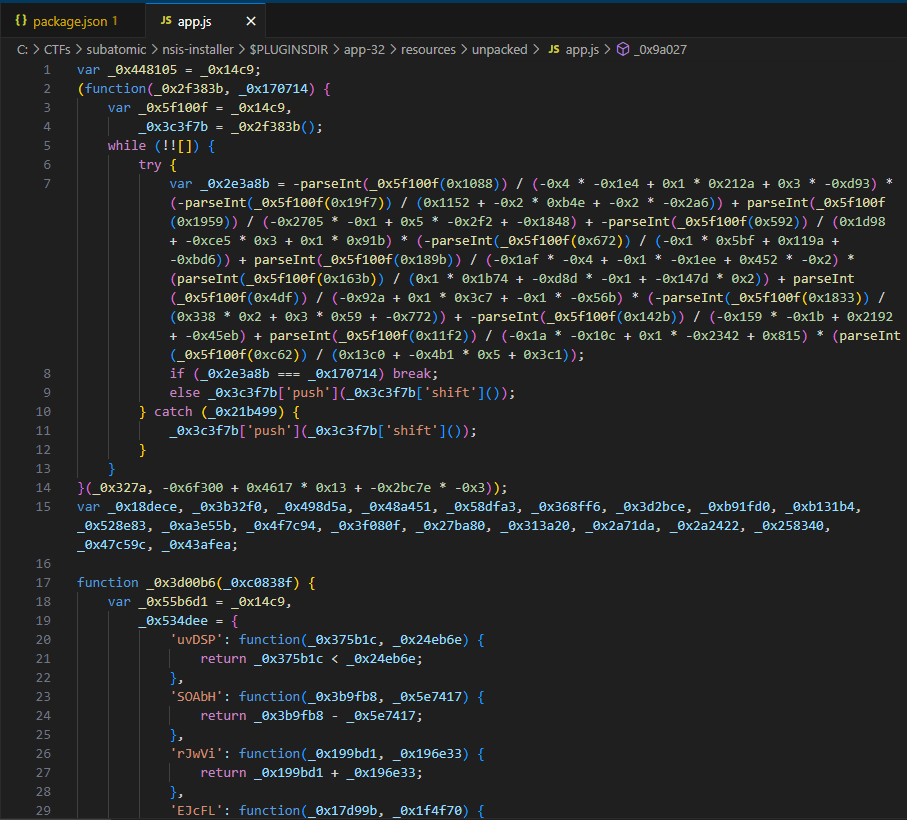 {} package.json 1 JS app.js ×
C: > CTFs > subatomic > nsis-installer > $PLUGINSDIR > app-32 > resources > unpacked > JS app.js > _0x9a027
1 var _0x448105 = _0x14c9;
2 (function(_0x2f383b, _0x170714) {
3 var _0x5f100f = _0x14c9,
4 _0x3c3f7b = _0x2f383b();
5 while (!![]) {
6 try {
7 var _0x2e3a8b = -parseInt(_0x5f100f(0x1088)) / (-0x4 * -0x1e4 + 0x1 * 0x212a + 0x3 * -0xd93) *
(-parseInt(_0x5f100f(0x19f7)) / (0x1152 + -0x2 * 0xb4e + -0x2 * -0x2a6)) + parseInt(_0x5f100f
(0x1959)) / (-0x2705 * -0x1 + 0x5 * -0x2f2 + -0x1848) + -parseInt(_0x5f100f(0x592)) / (0x1d98
+ -0xce5 * 0x3 + 0x1 * 0x91b) * (-parseInt(_0x5f100f(0x672)) / (-0x1 * 0x5bf + 0x119a +
-0xbd6)) + parseInt(_0x5f100f(0x189b)) / (-0x1af * -0x4 + -0x1 * -0x1ee + 0x452 * -0x2) *
(parseInt(_0x5f100f(0x163b)) / (0x1 * 0x1b74 + -0xd8d * -0x1 + -0x147d * 0x2)) + parseInt
(_0x5f100f(0x4df)) / (-0x92a + 0x1 * 0x3c7 + -0x1 * -0x56b) * (-parseInt(_0x5f100f(0x1833)) /
(0x338 * 0x2 + 0x3 * 0x59 + -0x772)) + -parseInt(_0x5f100f(0x142b)) / (-0x159 * -0x1b + 0x2192
+ -0x45eb) + parseInt(_0x5f100f(0x11f2)) / (-0x1a * -0x10c + 0x1 * -0x2342 + 0x815) * (parseInt
(_0x5f100f(0xc62)) / (0x13c0 + -0x4b1 * 0x5 + 0x3c1));
8 if (_0x2e3a8b === _0x170714) break;
9 else _0x3c3f7b['push'](_0x3c3f7b['shift']());
10 } catch (_0x21b499) {
11 _0x3c3f7b['push'](_0x3c3f7b['shift']());
12 }
13 }
14 }(_0x327a, -0x6f300 + 0x4617 * 0x13 + -0x2bc7e * -0x3));
15 var _0x18dece, _0x3b32f0, _0x498d5a, _0x48a451, _0x58dfa3, _0x368ff6, _0x3d2bce, _0xb91fd0, _0xb131b4,
_0x528e83, _0xa3e55b, _0x4f7c94, _0x3f080f, _0x27ba80, _0x313a20, _0x2a71da, _0x2a2422, _0x258340,
_0x47c59c, _0x43afea;
16
17 function _0x3d00b6(_0xc0838f) {
18 var _0x55b6d1 = _0x14c9,
19 _0x534dee = {
20 'uvDSP': function(_0x375b1c, _0x24eb6e) {
21 return _0x375b1c < _0x24eb6e;
22 },
23 'SOAbH': function(_0x3b9fb8, _0x5e7417) {
24 return _0x3b9fb8 - _0x5e7417;
25 },
26 'rJwVi': function(_0x199bd1, _0x196e33) {
27 return _0x199bd1 + _0x196e33;
28 },
29 'EJcFL': function(_0x17d99b, _0x1f4f70) {